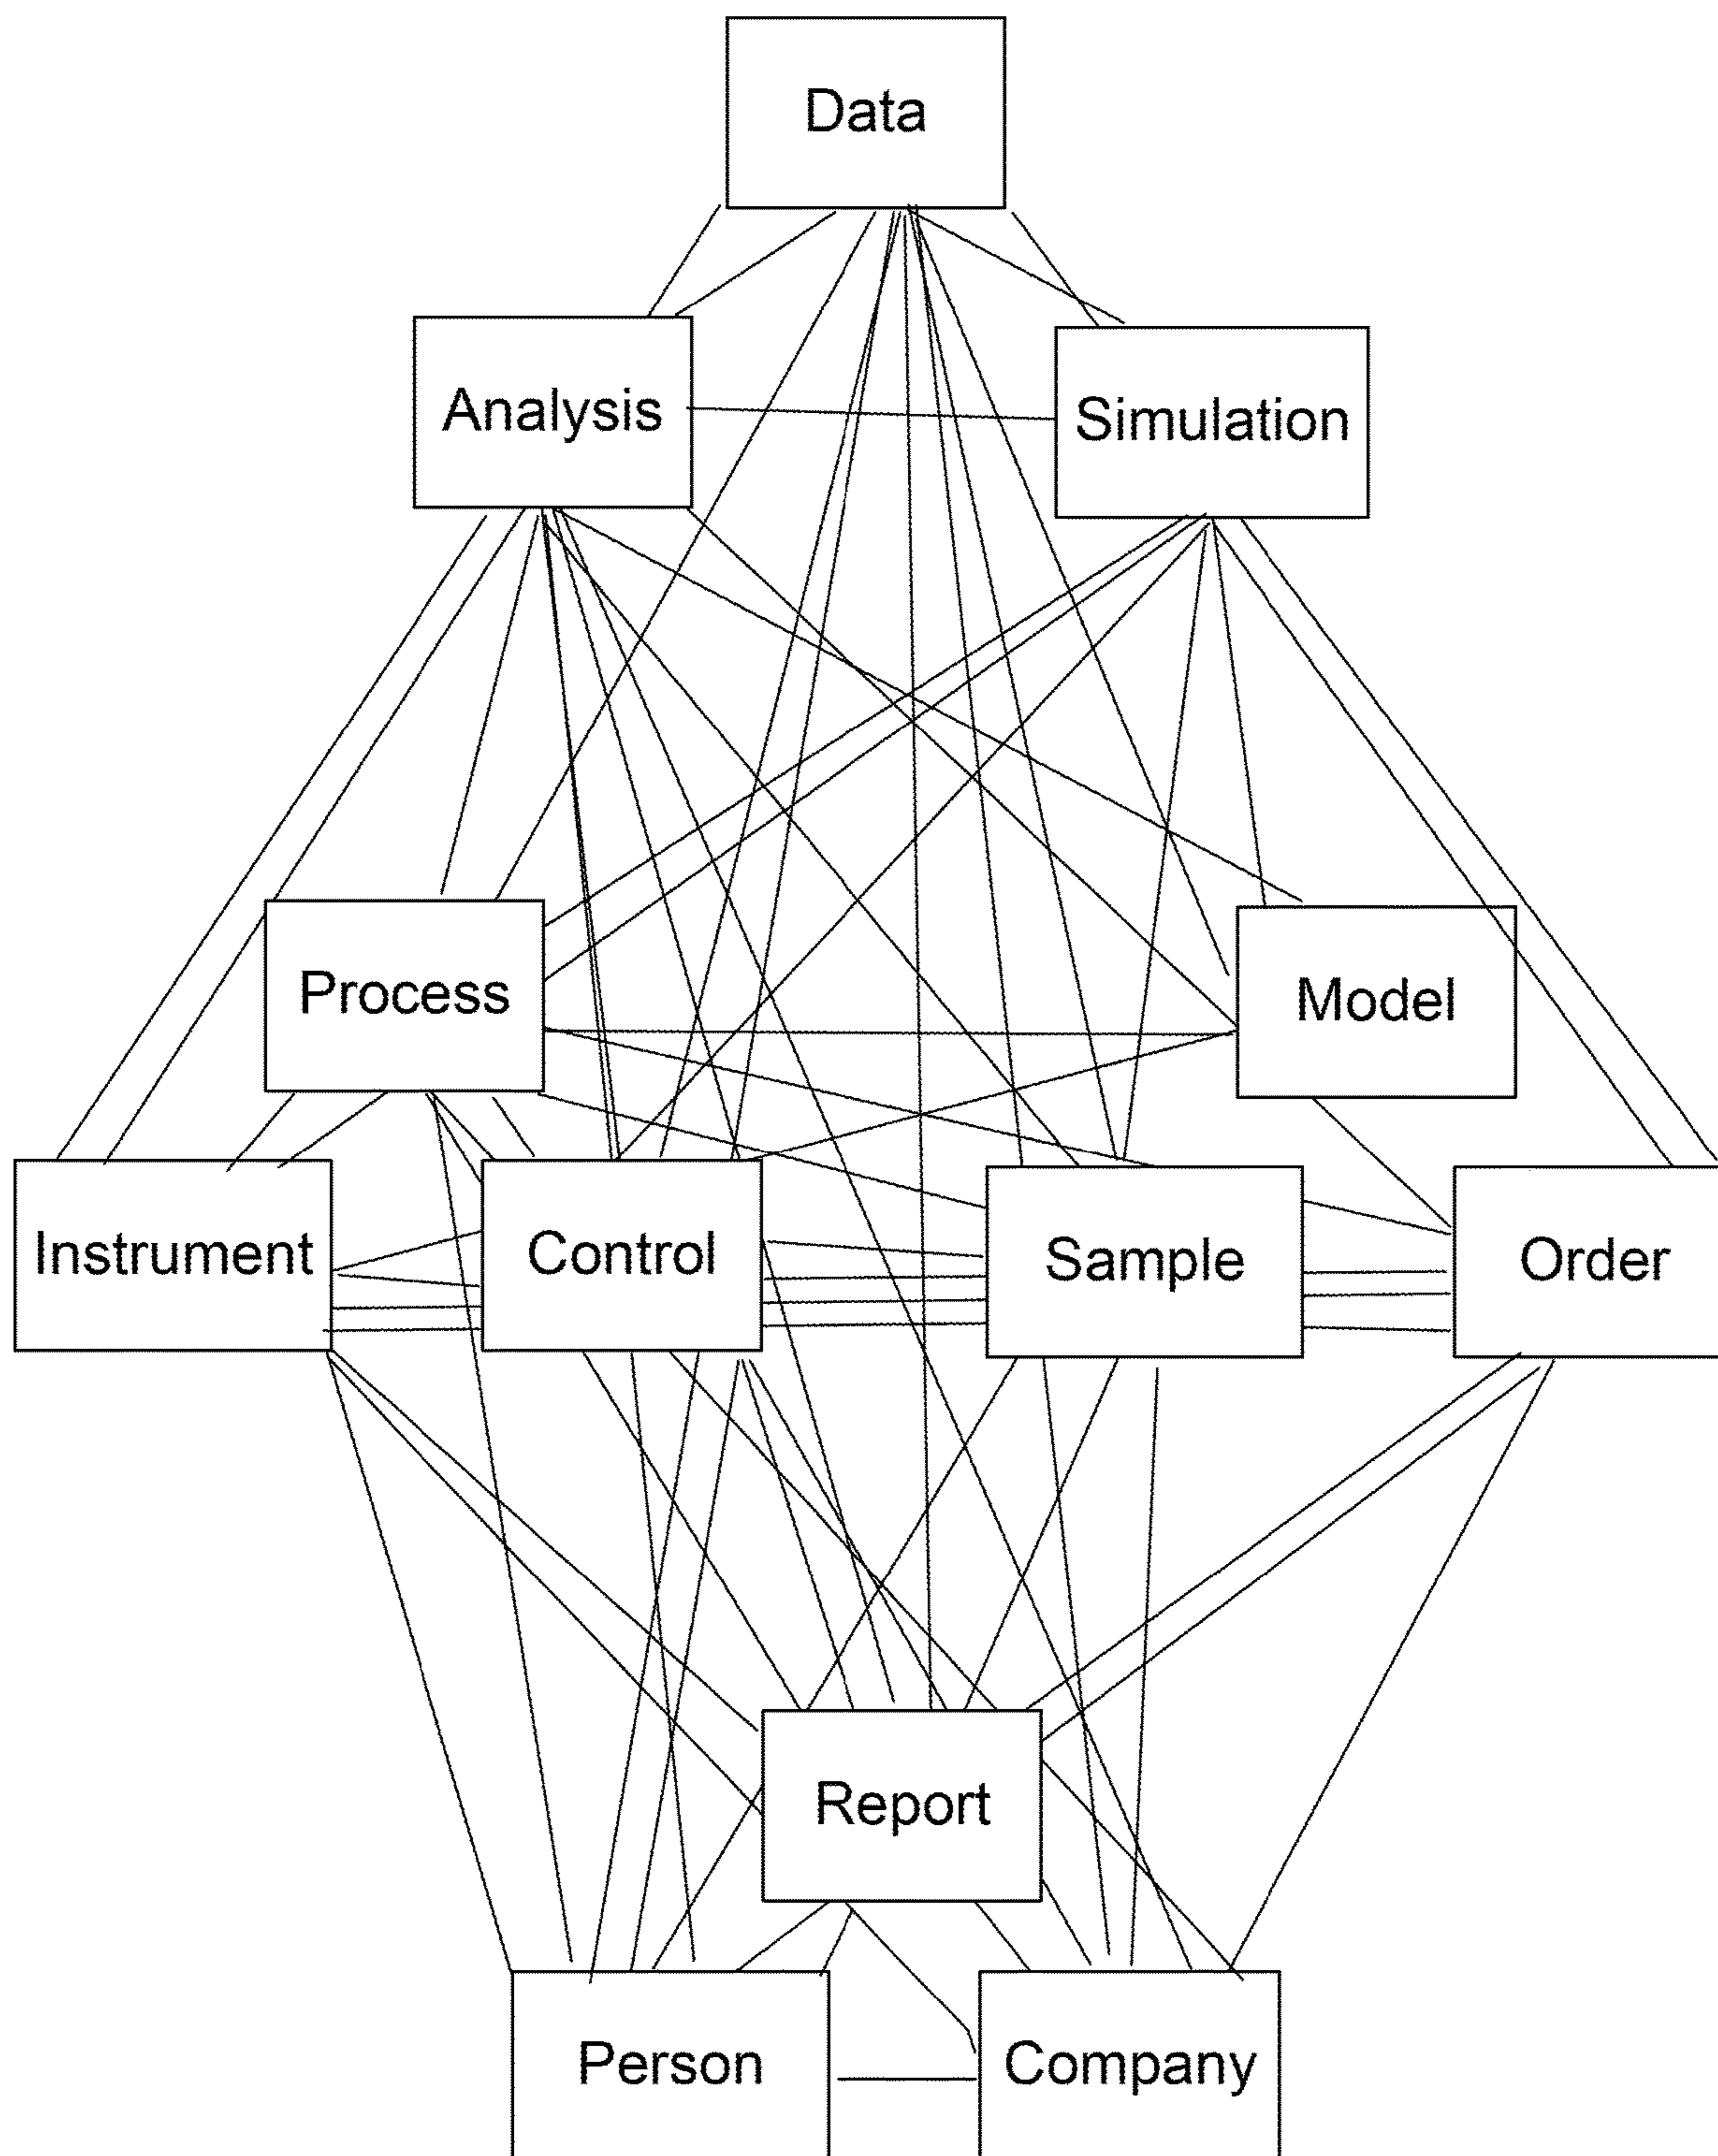 Data
Analysis
Simulation
Process
Model
Instrument
Control
Sample
Order
Report
Person
Company